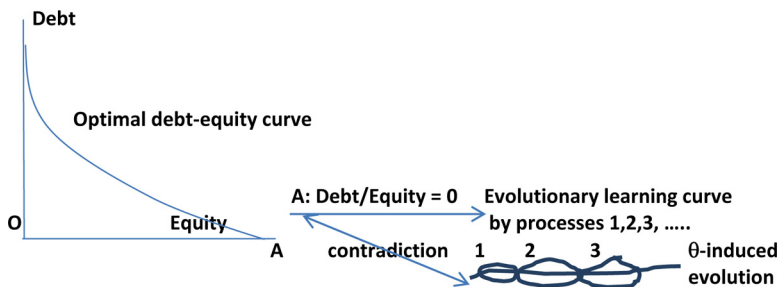 Debt
Optimal debt-equity curve
A: Debt/Equity = 0 Evolutionary learning curve
O Equity by processes 1,2,3, …..
A contradiction 1 2 3 θ-induced
evolution